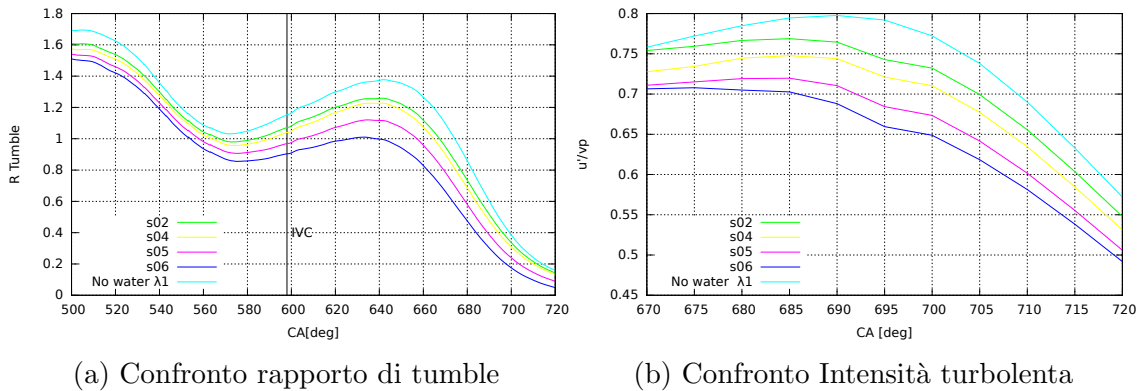 1.8
1.6
1.4
1.2
1
0.8
0.6
0.4
0.2
0
R Tumble
500 520 540 560 580 600 620 640 660 680 700 720
CA[deg]
IVC
s02
s04
s05
s06
No water λ1
(a) Confronto rapporto di tumble
0.8
0.75
0.7
0.65
0.6
0.55
0.5
0.45
u'/vp
670 675 680 685 690 695 700 705 710 715 720
CA [deg]
s02
s04
s05
s06
No water λ1
(b) Confronto Intensità turbolenta